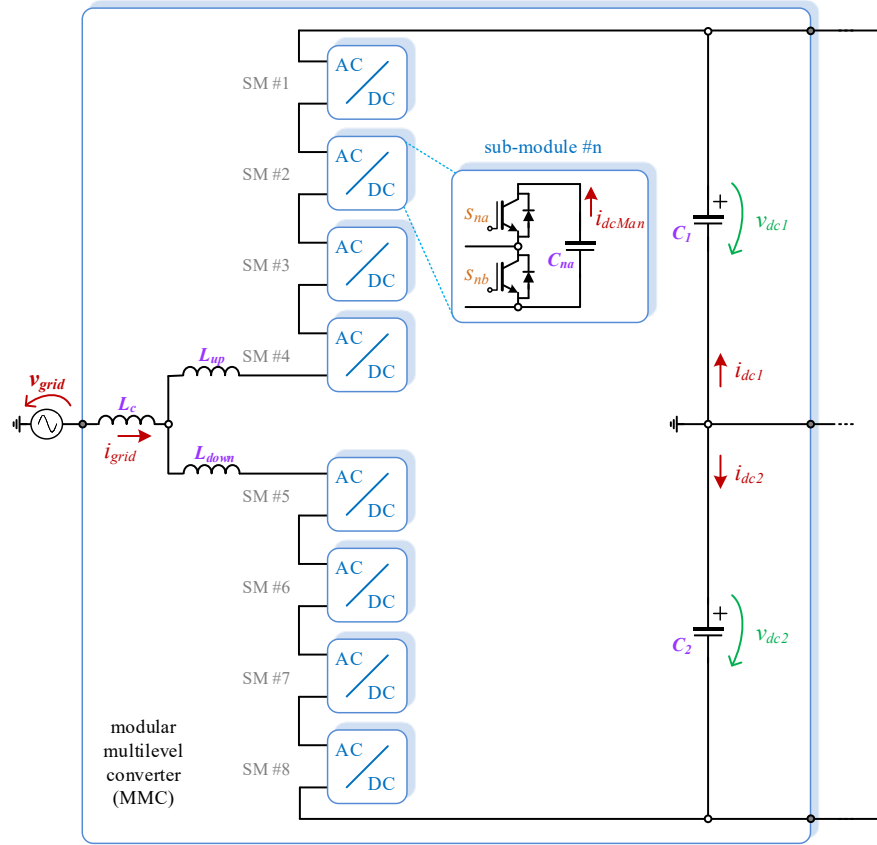 SM #1
AC
DC
SM #2
AC
DC
sub-module #n
s_na
s_nb
C_na
i_dcMan
SM #3
AC
DC
SM #4
AC
DC
C_1
+
v_dc1
i_dc1
v_grid
L_c
i_grid
L_up
L_down
i_dc2
SM #5
AC
DC
SM #6
AC
DC
C_2
+
v_dc2
SM #7
AC
DC
SM #8
AC
DC
modular
multilevel
converter
(MMC)